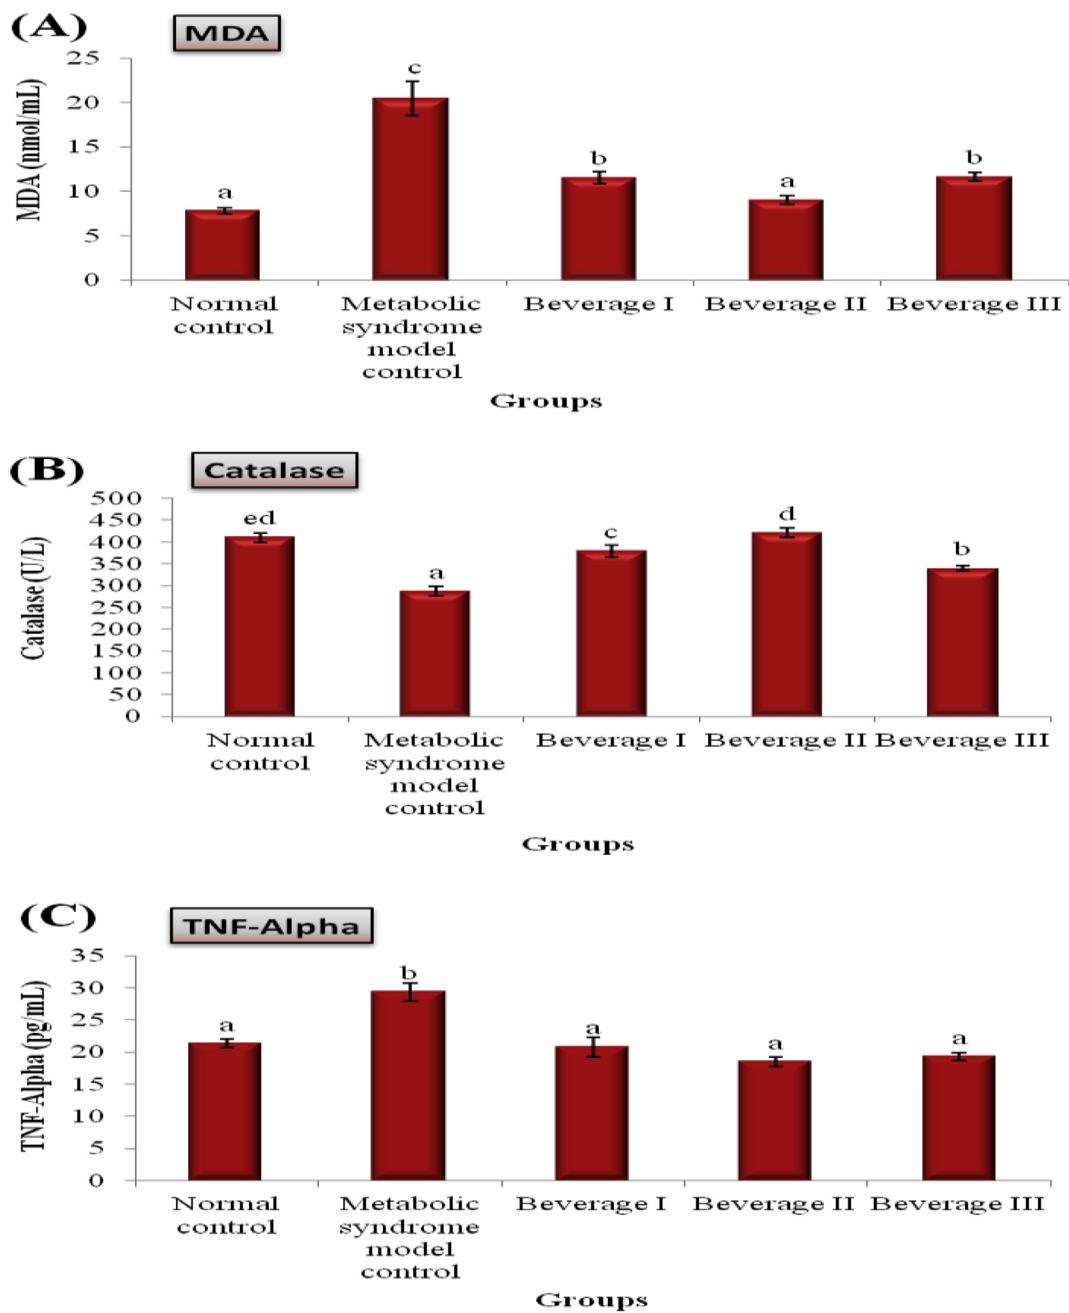 (A)
MDA
MDA (nmol/mL)
25
20
15
10
5
0
a
c
b
a
b
Normal control
Metabolic syndrome model control
Beverage I
Beverage II
Beverage III
Groups
(B)
Catalase
Catalase (U/L)
500
450
400
350
300
250
200
150
100
50
0
ed
a
c
d
b
Normal control
Metabolic syndrome model control
Beverage I
Beverage II
Beverage III
Groups
(C)
TNF-Alpha
TNF-Alpha (pg/mL)
35
30
25
20
15
10
5
0
a
b
a
a
a
Normal control
Metabolic syndrome model control
Beverage I
Beverage II
Beverage III
Groups